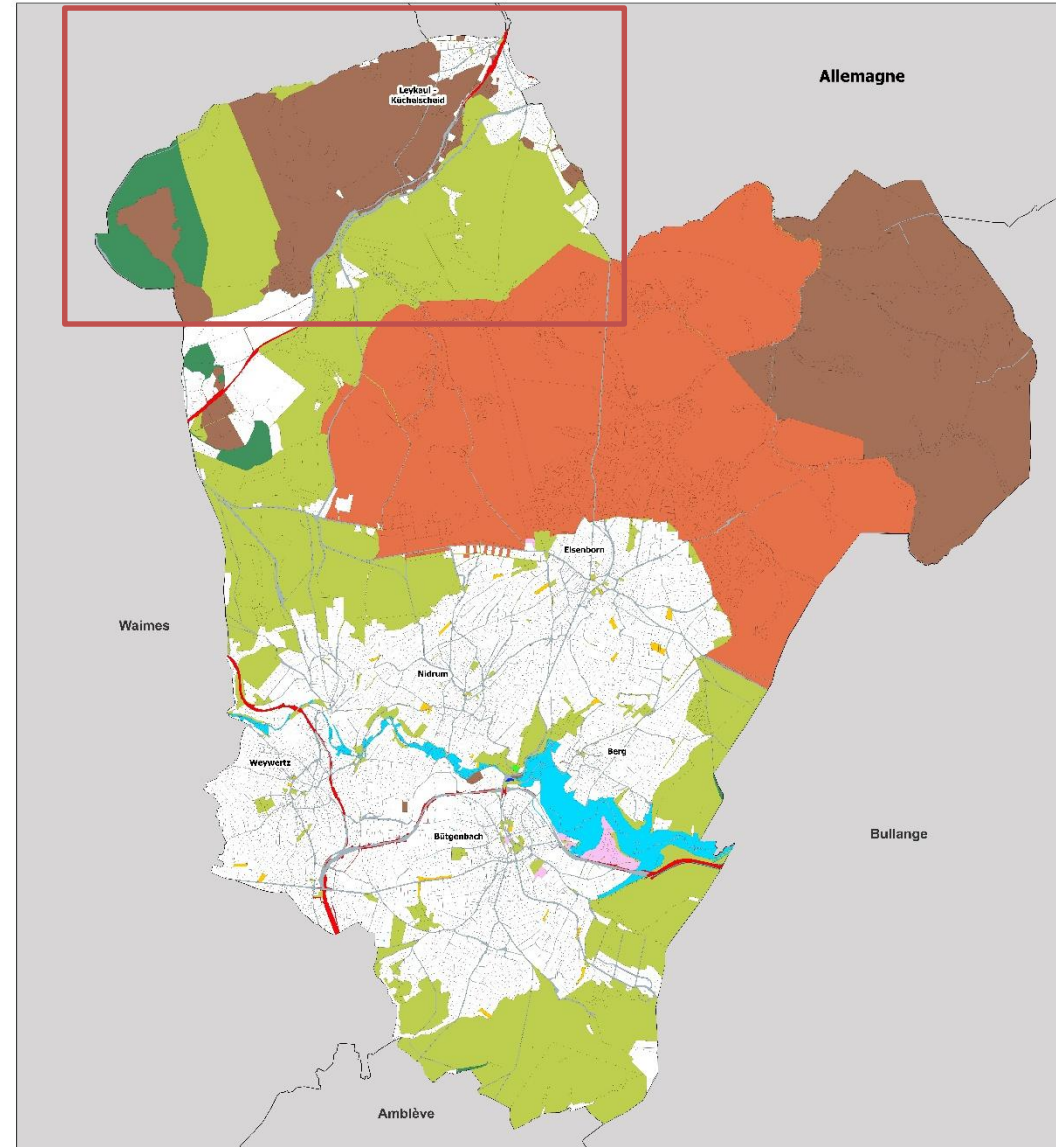 Allemagne
Leykaul -
Küchelscheid
Elsenborn
Waimes
Nidrum
Berg
Weywertz
Bütgenbach
Bullange
Amblève